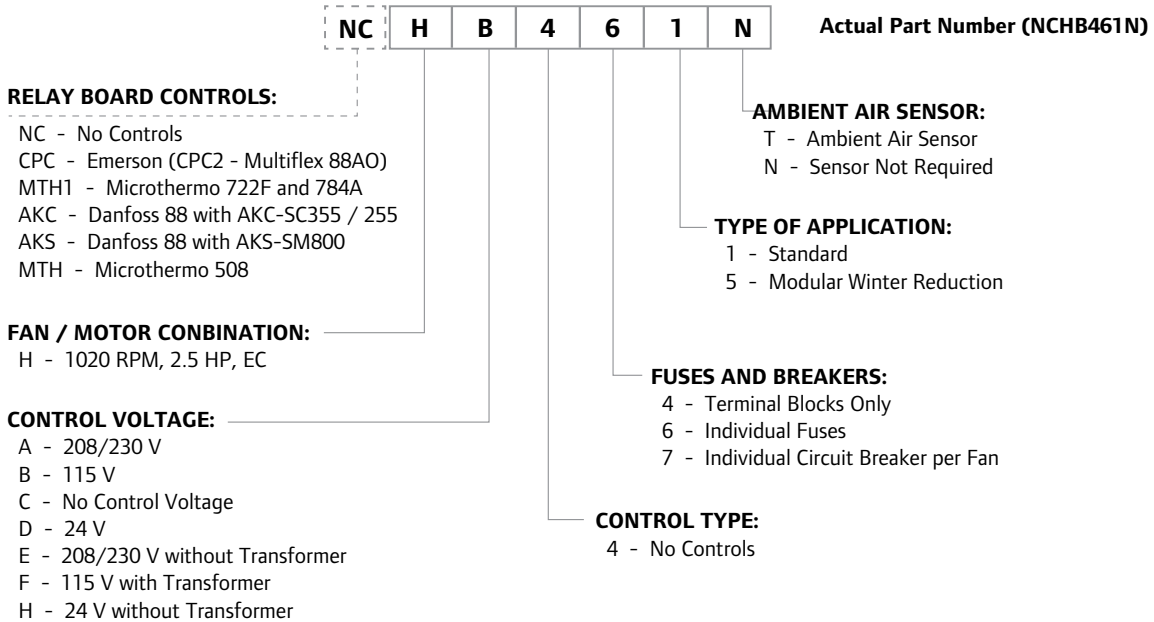 NC H B 4 6 1 N
Actual Part Number (NCHB461N)
RELAY BOARD CONTROLS:
NC - No Controls
CPC - Emerson (CPC2 - Multiflex 88AO)
MTH1 - Microthermo 722F and 784A
AKC - Danfoss 88 with AKC-SC355 / 255
AKS - Danfoss 88 with AKS-SM800
MTH - Microthermo 508
FAN / MOTOR CONBINATION:
H - 1020 RPM, 2.5 HP, EC
CONTROL VOLTAGE:
A - 208/230 V
B - 115 V
C - No Control Voltage
D - 24 V
E - 208/230 V without Transformer
F - 115 V with Transformer
H - 24 V without Transformer
AMBIENT AIR SENSOR:
T - Ambient Air Sensor
N - Sensor Not Required
TYPE OF APPLICATION:
1 - Standard
5 - Modular Winter Reduction
FUSES AND BREAKERS:
4 - Terminal Blocks Only
6 - Individual Fuses
7 - Individual Circuit Breaker per Fan
CONTROL TYPE:
4 - No Controls